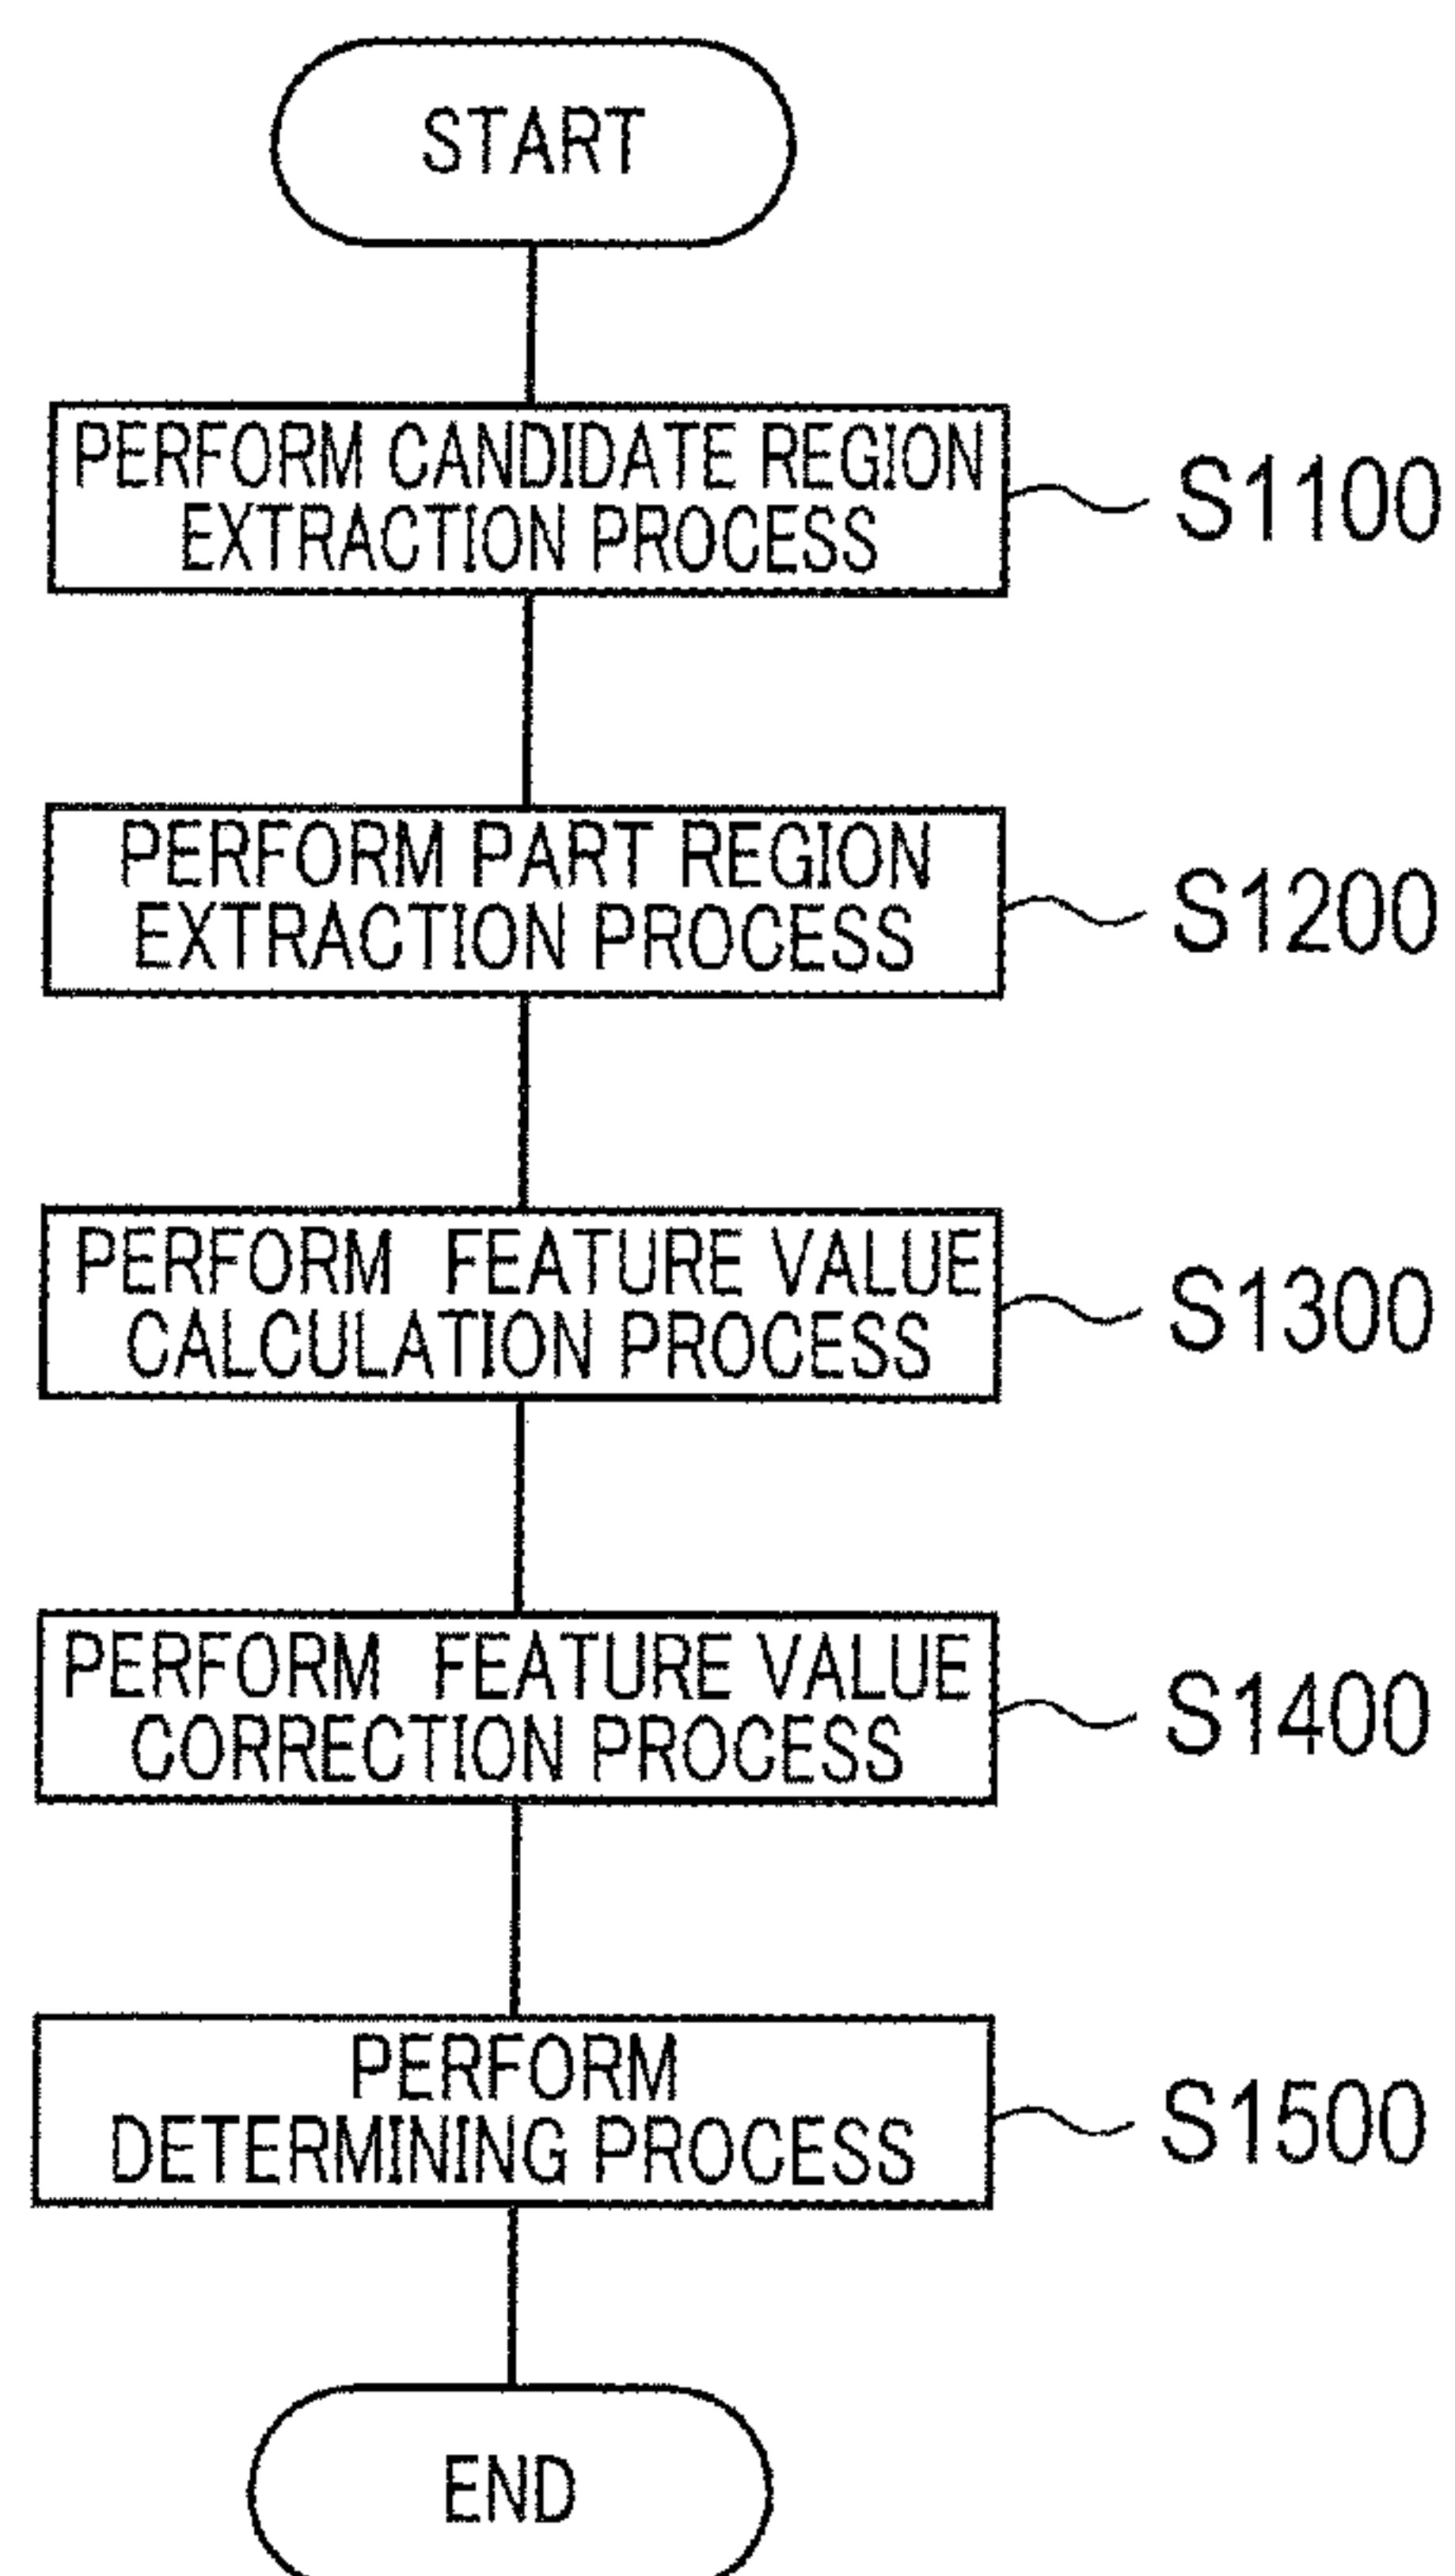 START
PERFORM CANDIDATE REGION
EXTRACTION PROCESS
S1100
PERFORM PART REGION
EXTRACTION PROCESS
S1200
PERFORM FEATURE VALUE
CALCULATION PROCESS
S1300
PERFORM FEATURE VALUE
CORRECTION PROCESS
S1400
PERFORM
DETERMINING PROCESS
S1500
END